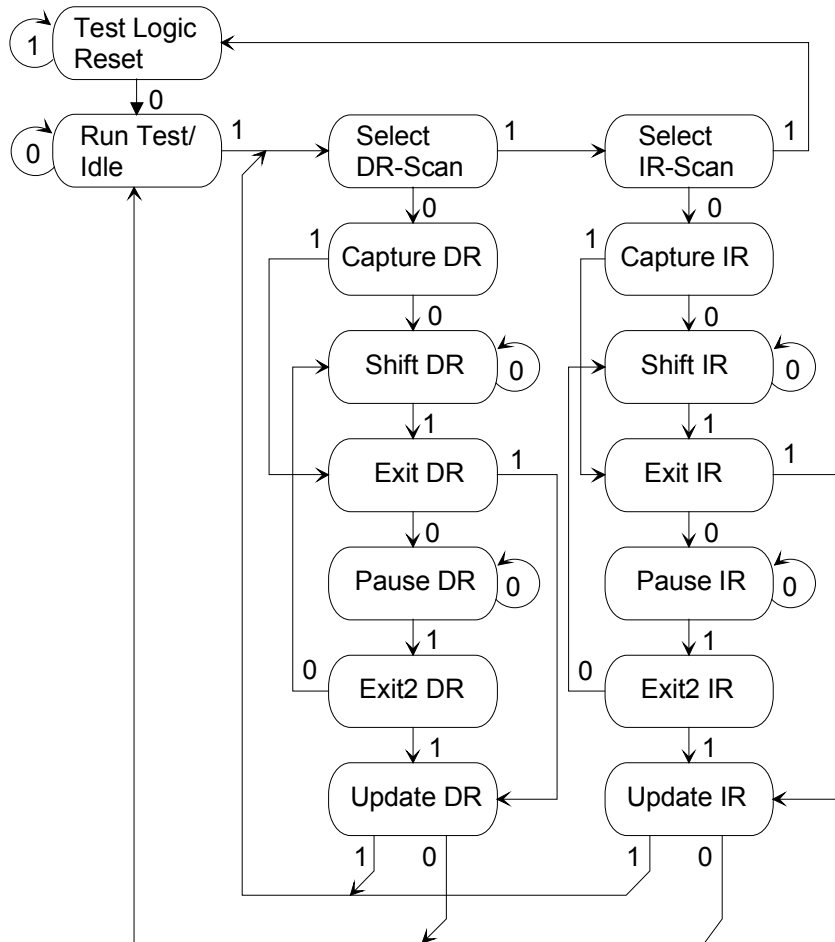 Test Logic
Reset
1
0
Run Test/
Idle
0
1
Select
DR-Scan
1
Select
IR-Scan
1
0
0
1
Capture DR
1
Capture IR
0
0
Shift DR
0
Shift IR
0
1
1
Exit DR
1
Exit IR
1
0
0
Pause DR
0
Pause IR
0
1
1
0
Exit2 DR
0
Exit2 IR
1
1
Update DR
Update IR
1
0
1
0